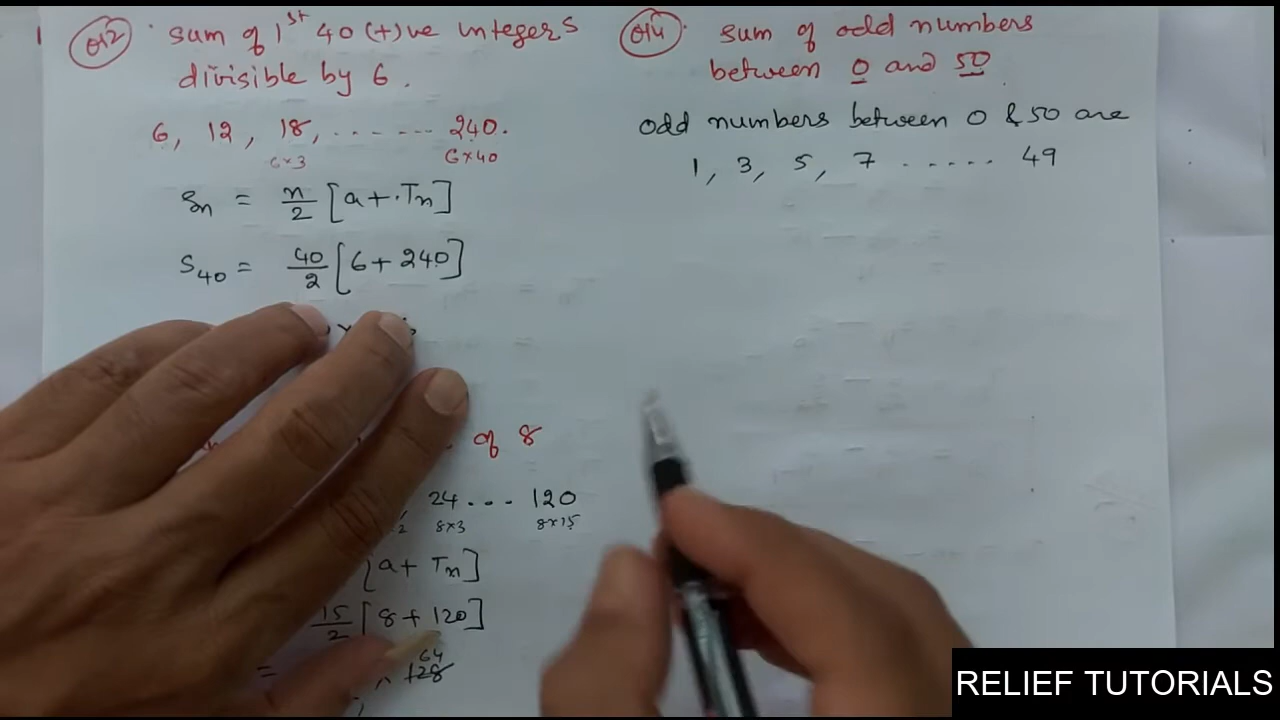 Q12 Sum of 1st 40 (+)ve integers
divisible by 6.
6, 12, 18, ....... 240.
6×3 6×40
Sn = n/2 [a + Tn]
S40 = 40/2 [6 + 240]
of 8
24 ... 120
8×3 8×15
[a + Tn]
15/2 [8 + 120]
64
= 128
Q14 Sum of odd numbers
between 0 and 50
odd numbers between 0 & 50 are
1, 3, 5, 7 ...... 49
RELIEF TUTORIALS